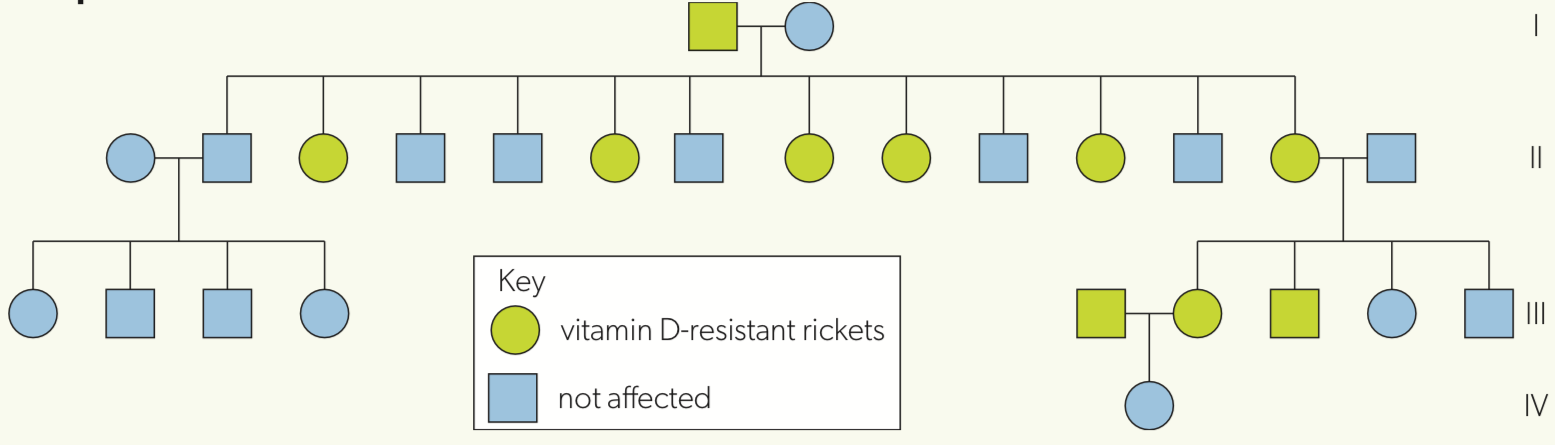 I
II
Key
vitamin D-resistant rickets
III
not affected
IV